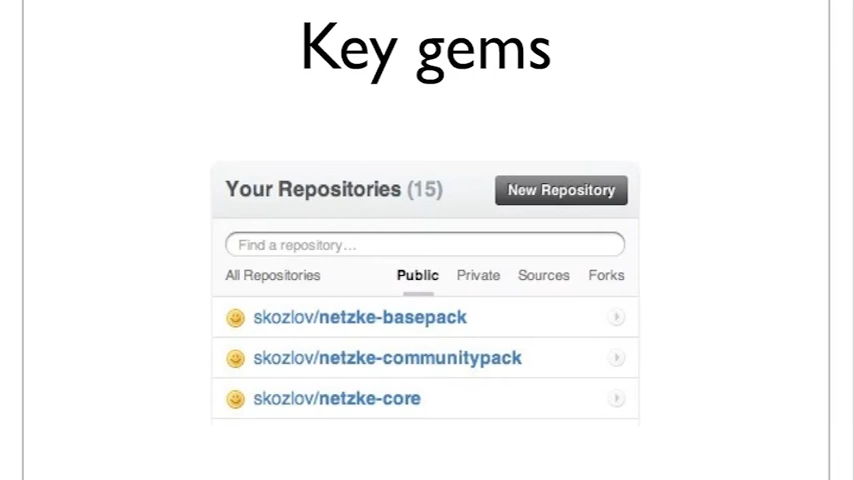 Key gems
Your Repositories (15) New Repository
Find a repository...
All Repositories Public Private Sources Forks
skozlov/netzke-basepack
skozlov/netzke-communitypack
skozlov/netzke-core